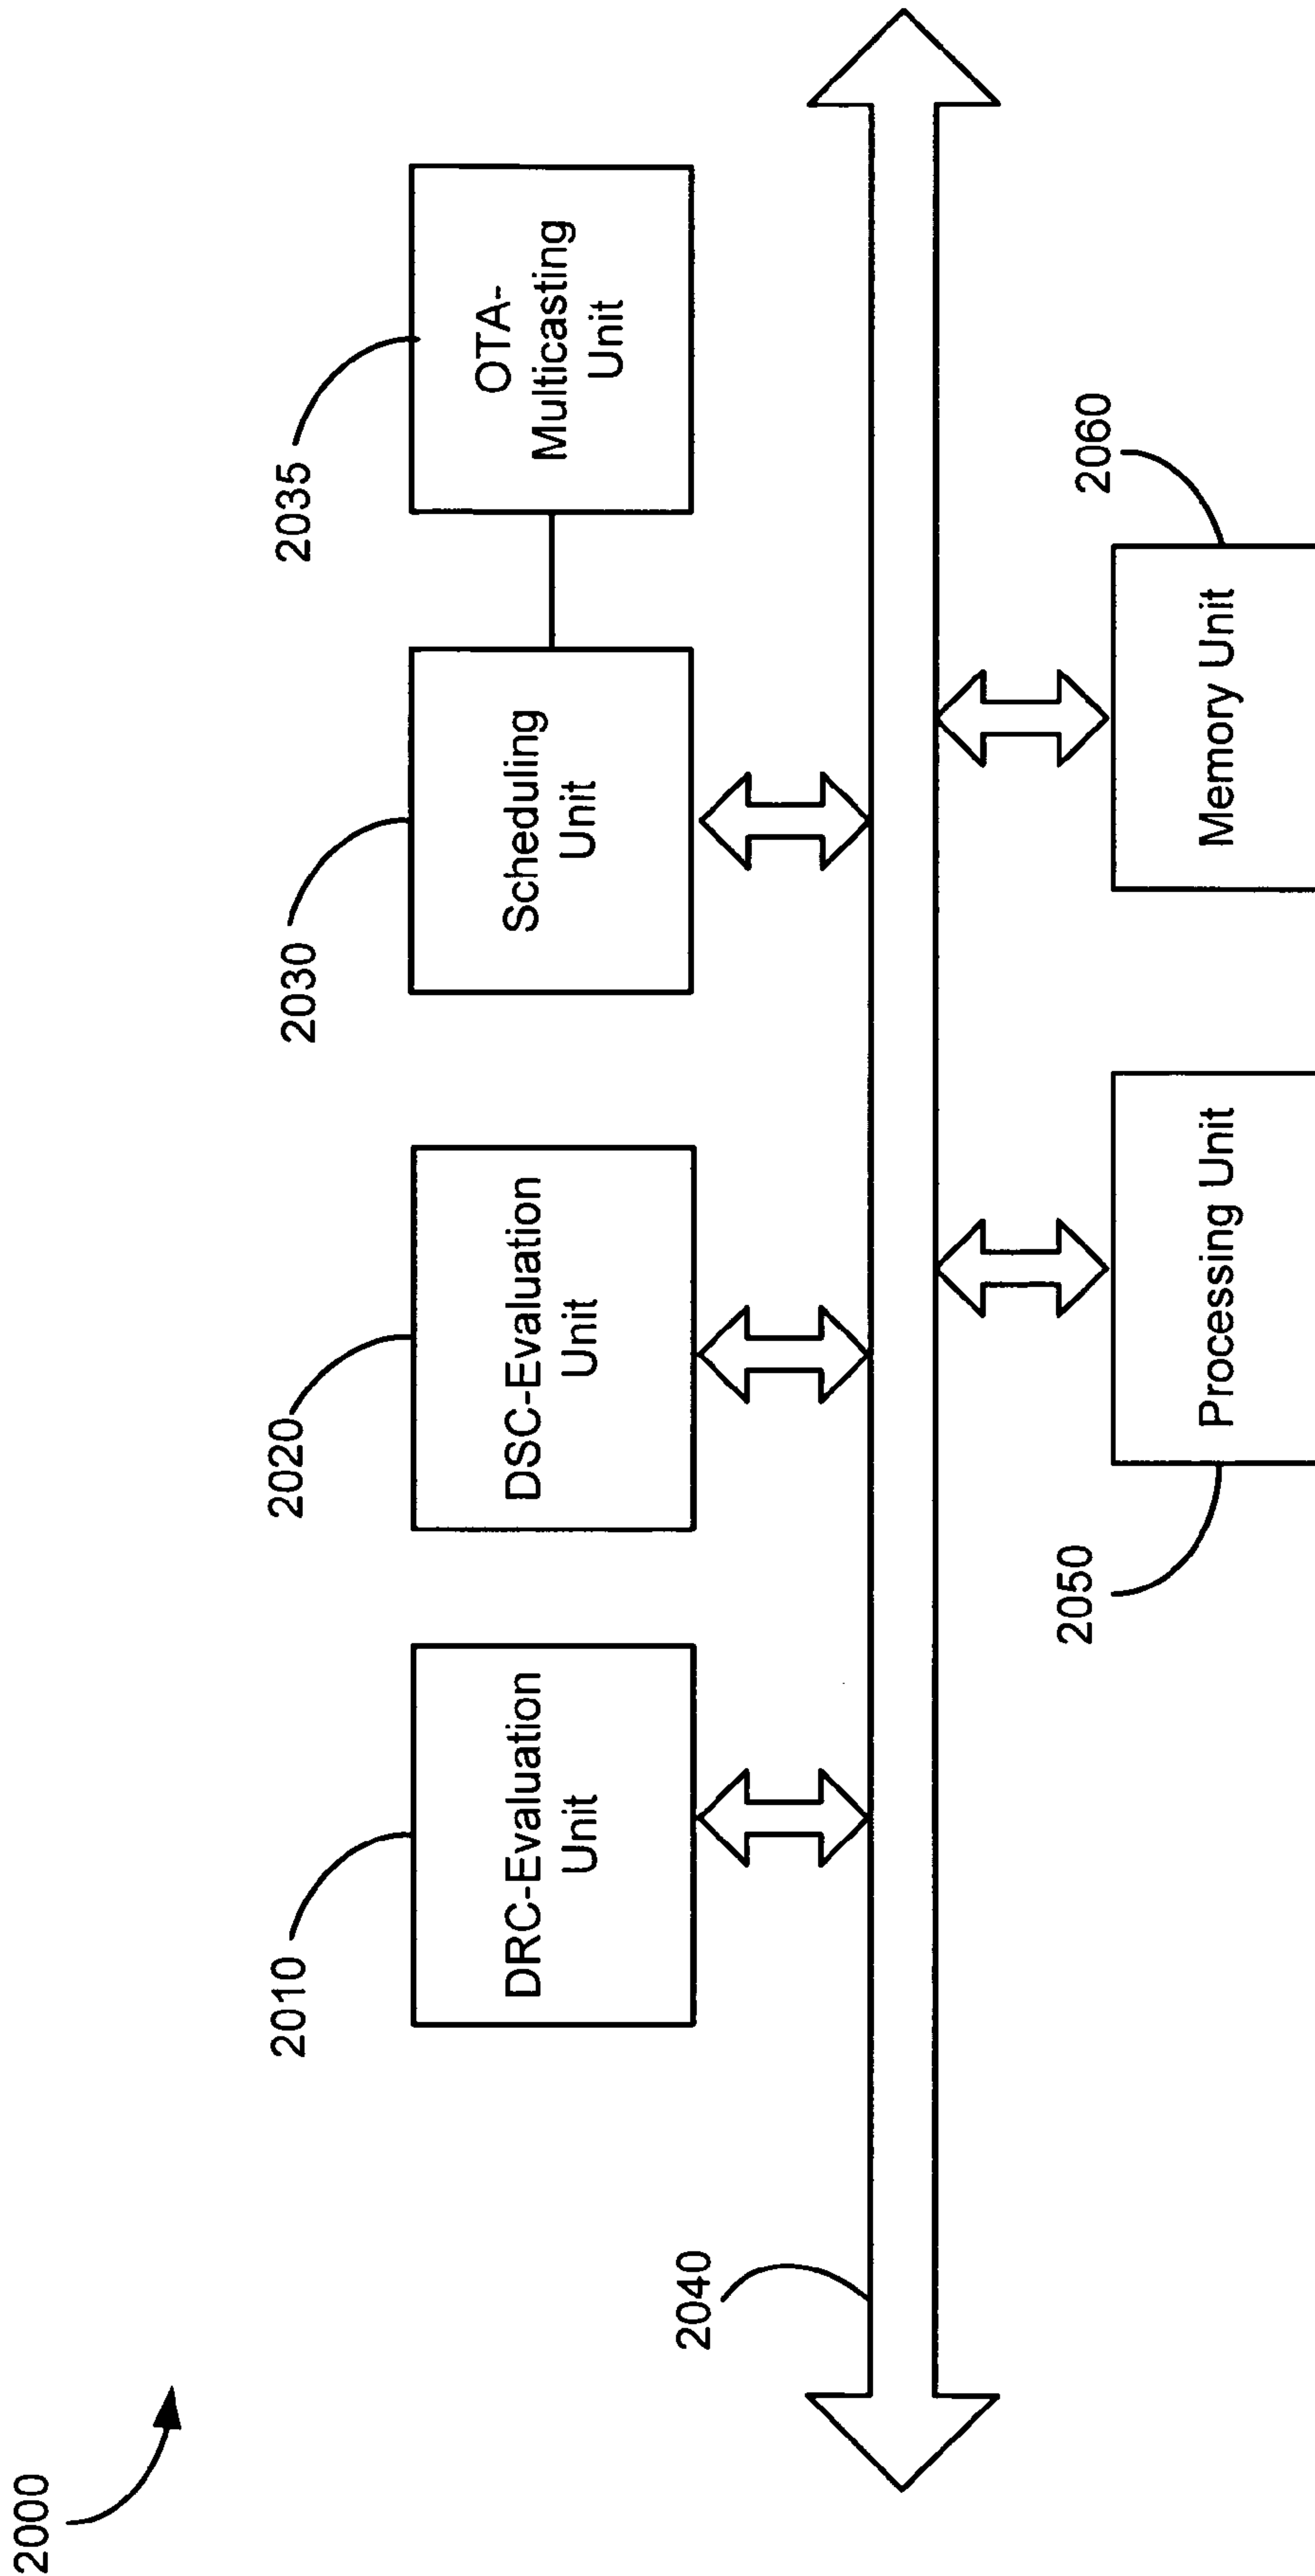 2000
2010
DRC-Evaluation
Unit
2020
DSC-Evaluation
Unit
2030
Scheduling
Unit
2035
OTA-
Multicasting
Unit
2040
2050
Processing Unit
2060
Memory Unit